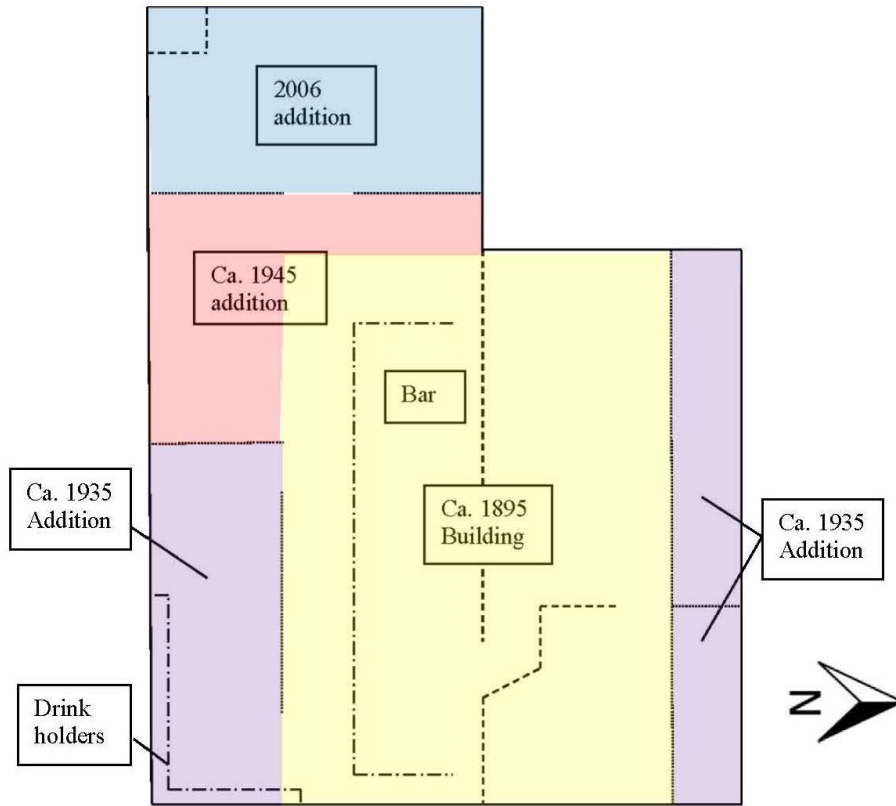 2006
addition
Ca. 1945
addition
Bar
Ca. 1935
Addition
Ca. 1895
Building
Ca. 1935
Addition
Drink
holders
N